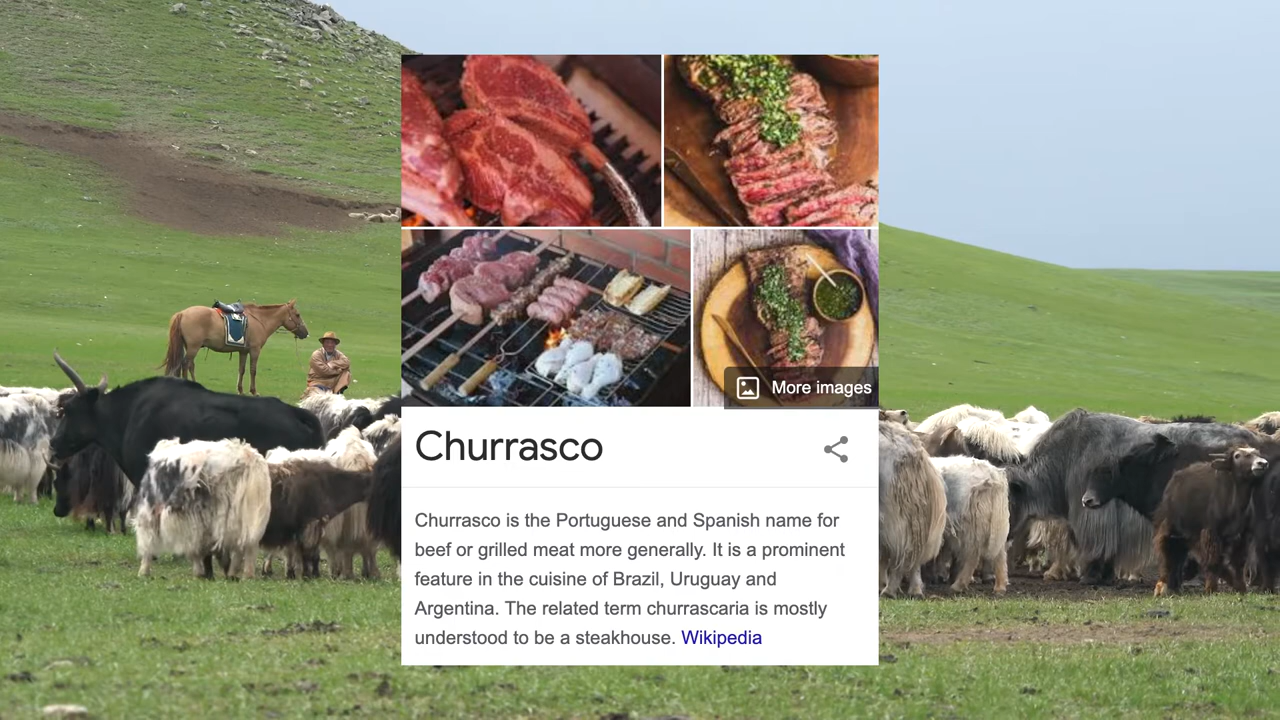 More images
Churrasco
Churrasco is the Portuguese and Spanish name for
beef or grilled meat more generally. It is a prominent
feature in the cuisine of Brazil, Uruguay and
Argentina. The related term churrascaria is mostly
understood to be a steakhouse. Wikipedia